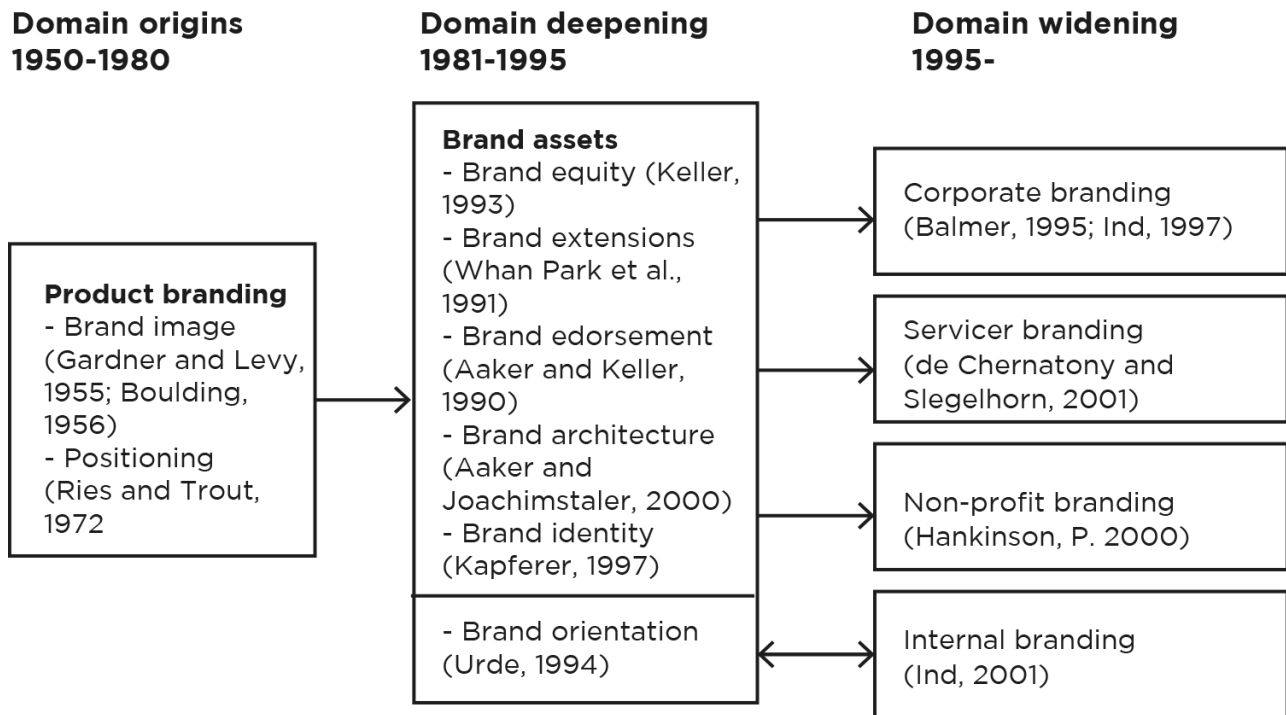 Domain origins
1950-1980
Domain deepening
1981-1995
Domain widening
1995-
Product branding
- Brand image
(Gardner and Levy,
1955; Boulding,
1956)
- Positioning
(Ries and Trout,
1972
Brand assets
- Brand equity (Keller,
1993)
- Brand extensions
(Whan Park et al.,
1991)
- Brand edorsement
(Aaker and Keller,
1990)
- Brand architecture
(Aaker and
Joachimstaler, 2000)
- Brand identity
(Kapferer, 1997)
- Brand orientation
(Urde, 1994)
Corporate branding
(Balmer, 1995; Ind, 1997)
Servicer branding
(de Chernatony and
Slegelhorn, 2001)
Non-profit branding
(Hankinson, P. 2000)
Internal branding
(Ind, 2001)